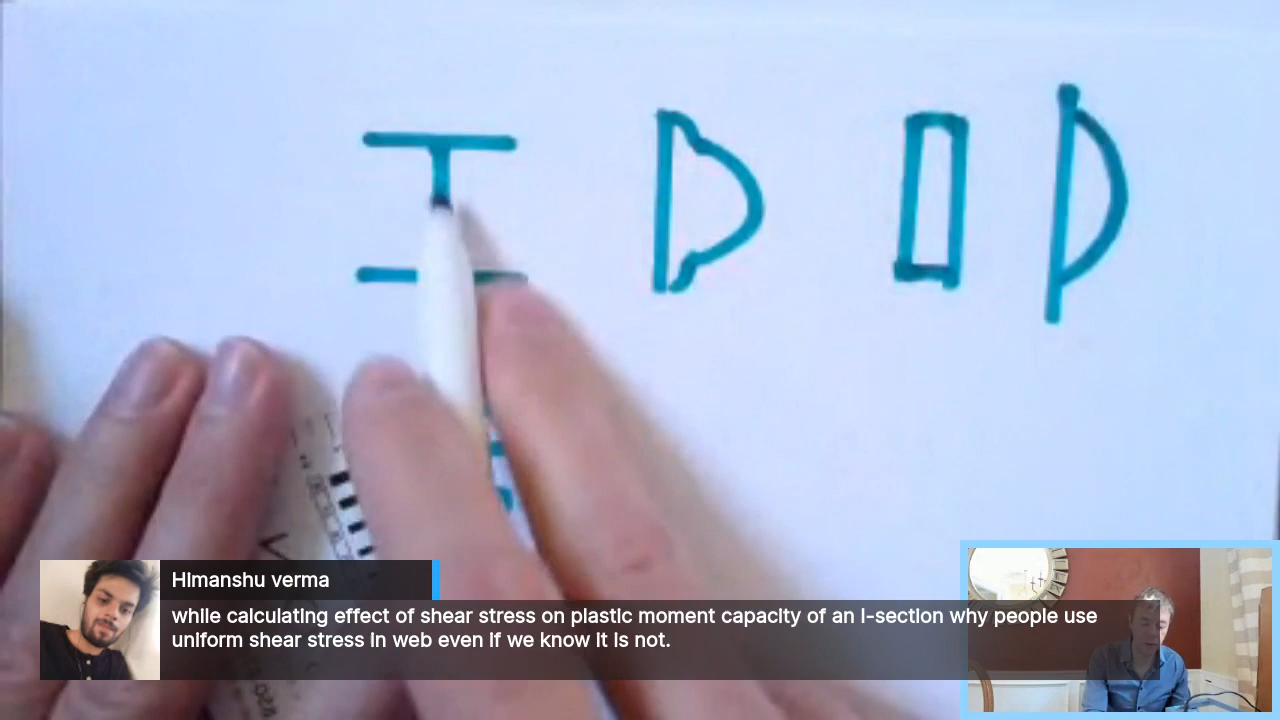 Himanshu verma
while calculating effect of shear stress on plastic moment capacity of an I-section why people use
uniform shear stress in web even if we know it is not.